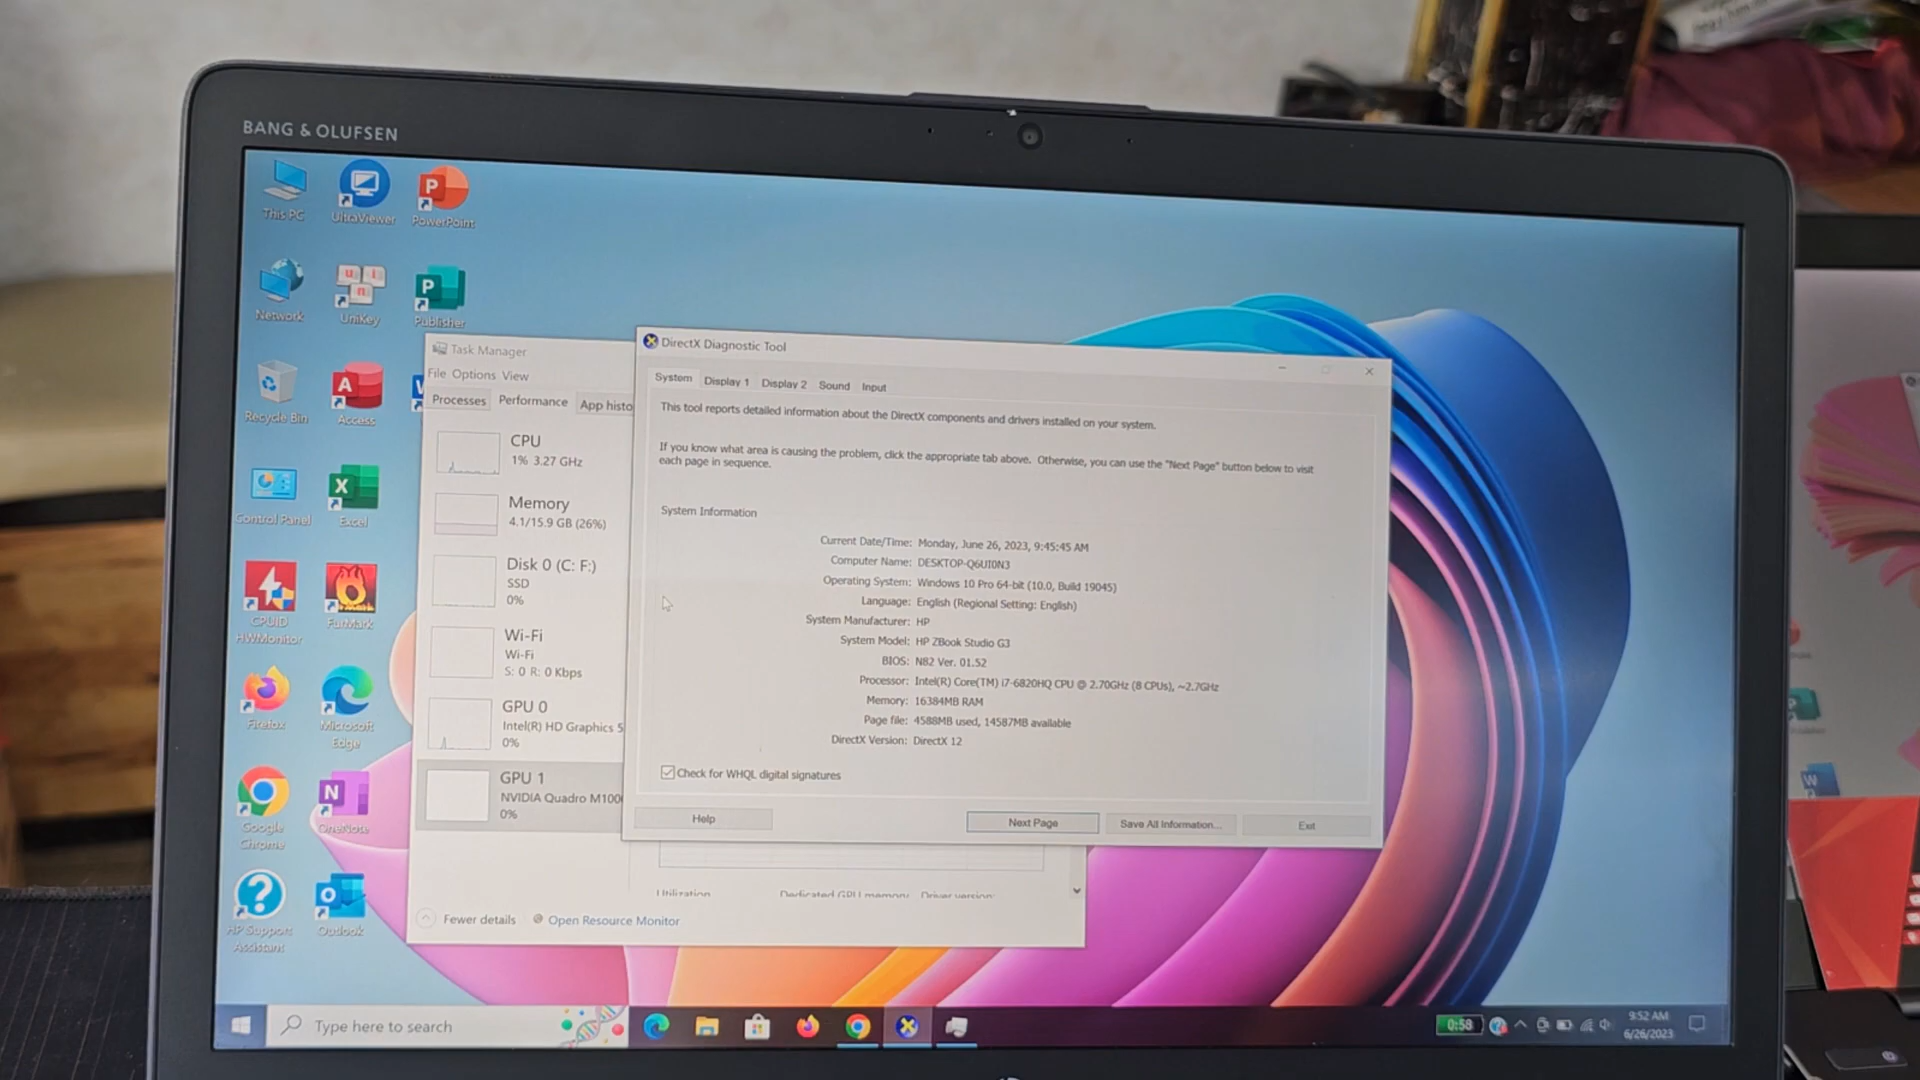 BANG & OLUFSEN
This PC
UltraViewer
PowerPoint
Network
UniKey
Publisher
Recycle Bin
Access
Control Panel
Excel
CPUID
HWMonitor
FurMark
Firefox
Microsoft
Edge
Google
Chrome
OneNote
HP Support
Assistant
Outlook
Task Manager
File Options View
Processes Performance App histo
CPU
1% 3.27 GHz
Memory
4.1/15.9 GB (26%)
Disk 0 (C: F:)
SSD
0%
Wi-Fi
Wi-Fi
S: 0 R: 0 Kbps
GPU 0
Intel(R) HD Graphics 5
0%
GPU 1
NVIDIA Quadro M100
0%
Utilization Dedicated GPU memory Driver version:
Fewer details Open Resource Monitor
DirectX Diagnostic Tool
System Display 1 Display 2 Sound Input
This tool reports detailed information about the DirectX components and drivers installed on your system.
If you know what area is causing the problem, click the appropriate tab above. Otherwise, you can use the "Next Page" button below to visit
each page in sequence.
System Information
Current Date/Time: Monday, June 26, 2023, 9:45:45 AM
Computer Name: DESKTOP-Q6UI0N3
Operating System: Windows 10 Pro 64-bit (10.0, Build 19045)
Language: English (Regional Setting: English)
System Manufacturer: HP
System Model: HP ZBook Studio G3
BIOS: N82 Ver. 01.52
Processor: Intel(R) Core(TM) i7-6820HQ CPU @ 2.70GHz (8 CPUs), ~2.7GHz
Memory: 16384MB RAM
Page file: 4588MB used, 14587MB available
DirectX Version: DirectX 12
Check for WHQL digital signatures
Help Next Page Save All Information... Exit
Type here to search
0:58
9:52 AM
6/26/2023